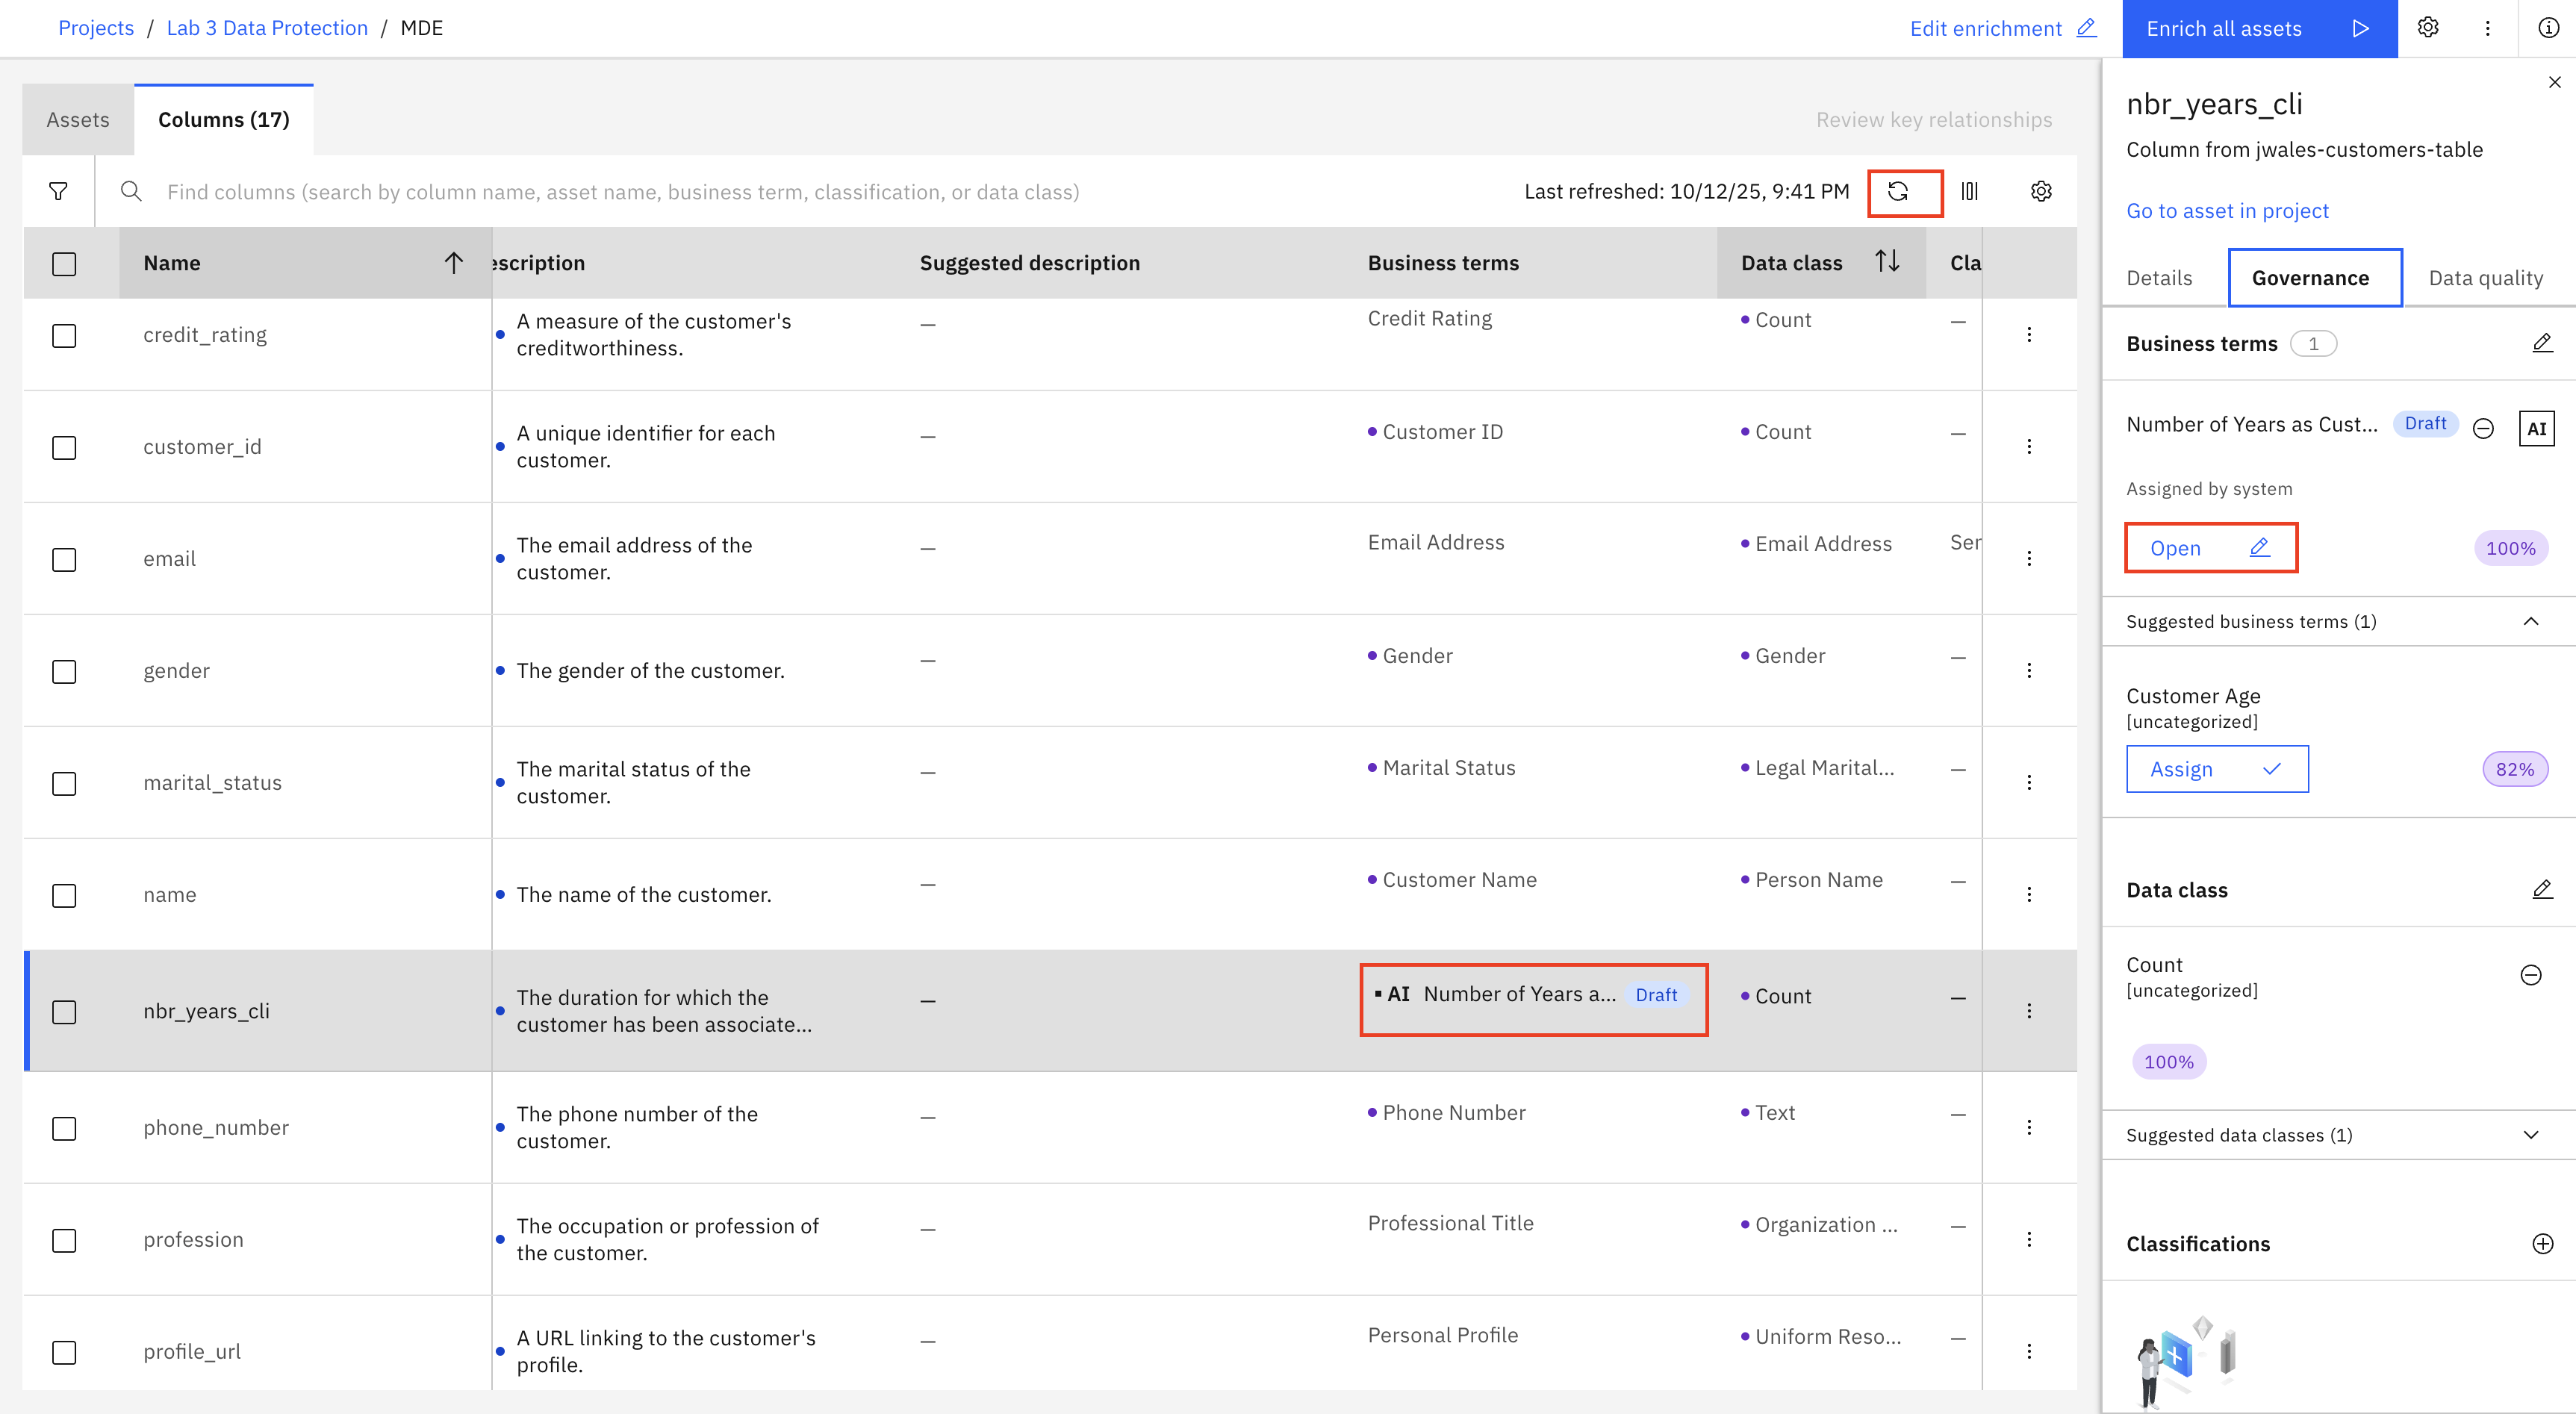 Projects / Lab 3 Data Protection / MDE
Edit enrichment
Enrich all assets
Assets
Columns (17)
Review key relationships
Find columns (search by column name, asset name, business term, classification, or data class)
Last refreshed: 10/12/25, 9:41 PM
Name
escription
Suggested description
Business terms
Data class
Cla
credit_rating
A measure of the customer's
creditworthiness.
—
Credit Rating
Count
—
customer_id
A unique identifier for each
customer.
—
Customer ID
Count
—
email
The email address of the
customer.
—
Email Address
Email Address
Ser
gender
The gender of the customer.
—
Gender
Gender
—
marital_status
The marital status of the
customer.
—
Marital Status
Legal Marital...
—
name
The name of the customer.
—
Customer Name
Person Name
—
nbr_years_cli
The duration for which the
customer has been associate...
—
AI Number of Years a... Draft
Count
—
phone_number
The phone number of the
customer.
—
Phone Number
Text
—
profession
The occupation or profession of
the customer.
—
Professional Title
Organization ...
—
profile_url
A URL linking to the customer's
profile.
—
Personal Profile
Uniform Reso...
—
nbr_years_cli
Column from jwales-customers-table
Go to asset in project
Details
Governance
Data quality
Business terms 1
Number of Years as Cust... Draft AI
Assigned by system
Open
100%
Suggested business terms (1)
Customer Age
[uncategorized]
Assign
82%
Data class
Count
[uncategorized]
100%
Suggested data classes (1)
Classifications